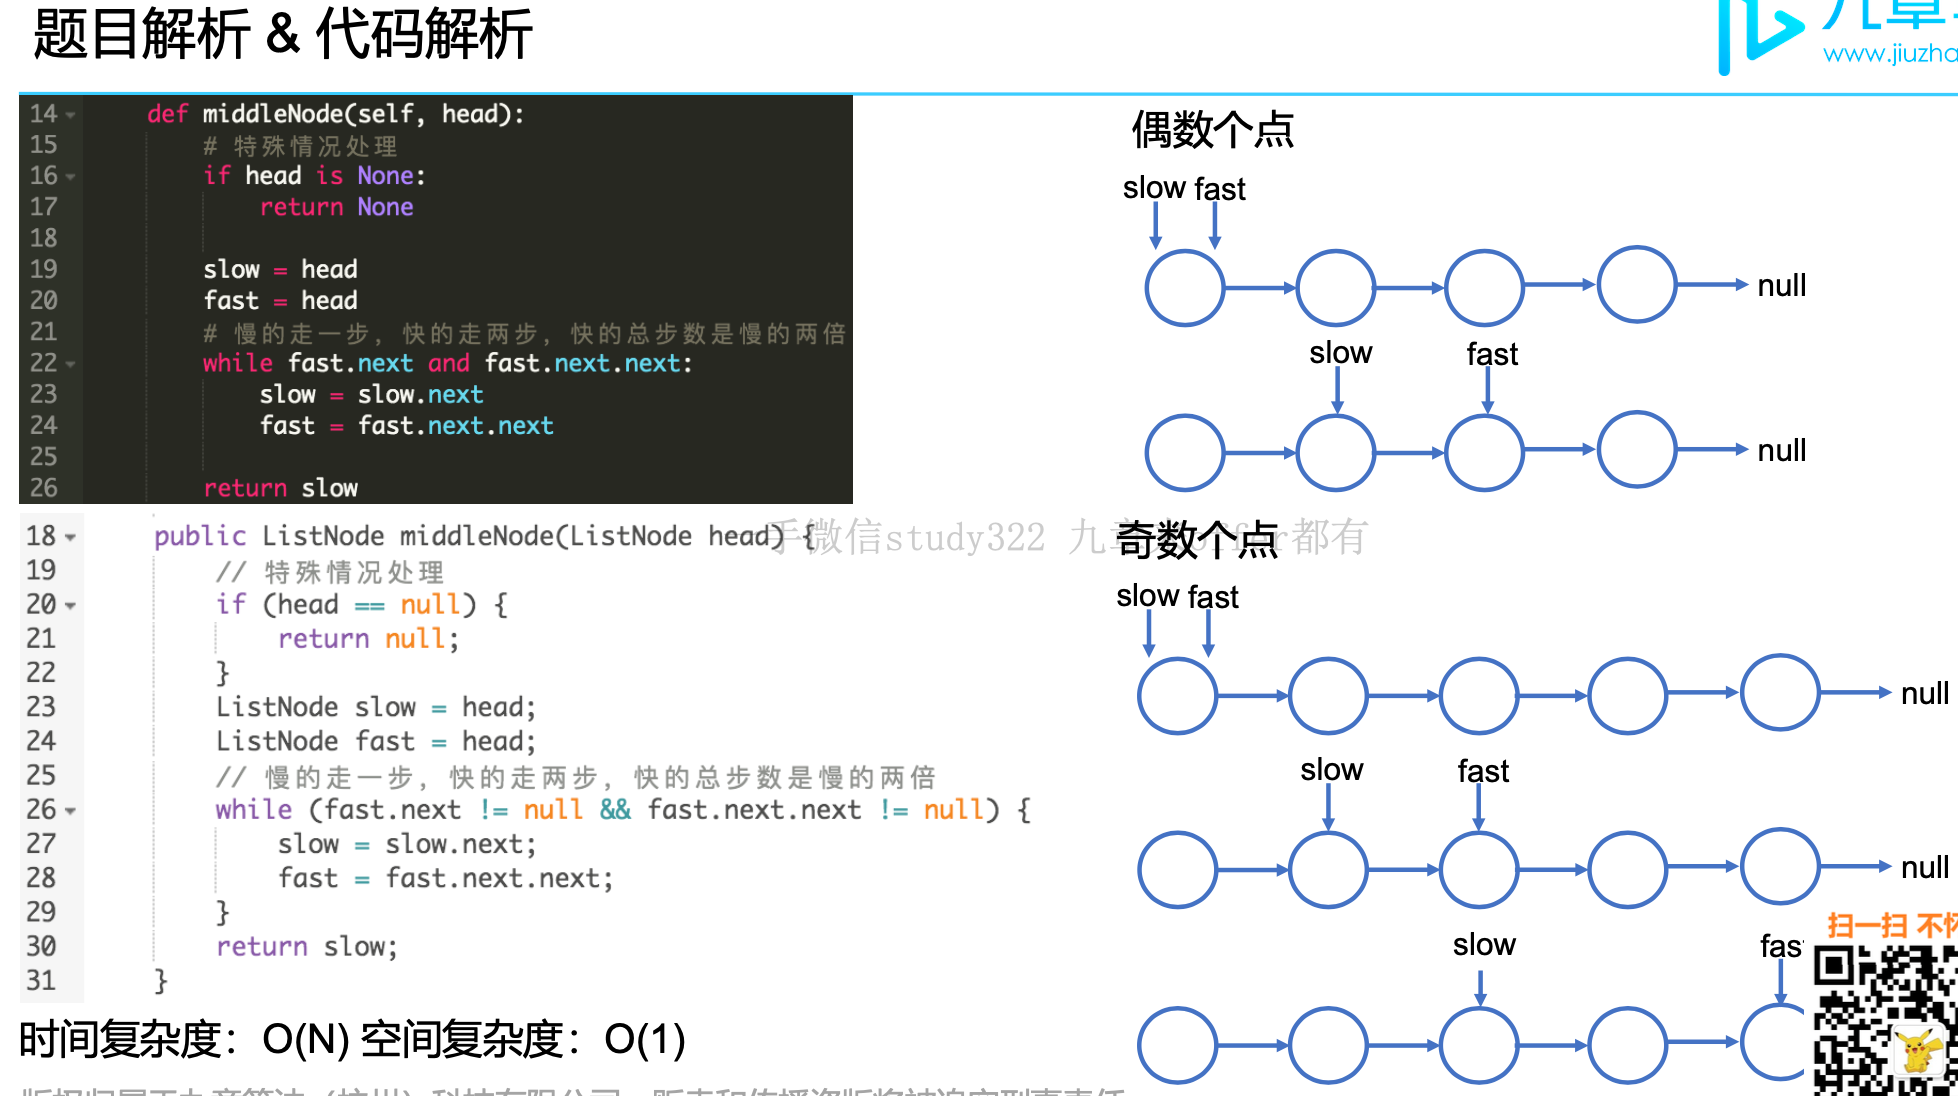 题目解析 & 代码解析
www.jiuzha
14 def middleNode(self, head):
15 # 特殊情况处理
16 if head is None:
17 return None
18
19 slow = head
20 fast = head
21 # 慢的走一步，快的走两步，快的总步数是慢的两倍
22 while fast.next and fast.next.next:
23 slow = slow.next
24 fast = fast.next.next
25
26 return slow
18 public ListNode middleNode(ListNode head) {
19 // 特殊情况处理
20 if (head == null) {
21 return null;
22 }
23 ListNode slow = head;
24 ListNode fast = head;
25 // 慢的走一步，快的走两步，快的总步数是慢的两倍
26 while (fast.next != null && fast.next.next != null) {
27 slow = slow.next;
28 fast = fast.next.next;
29 }
30 return slow;
31 }
时间复杂度：O(N) 空间复杂度：O(1)
偶数个点
slow fast
null
slow fast
null
微信study322
都有
奇数个点
slow fast
null
slow fast
null
slow fas
扫一扫 不怀